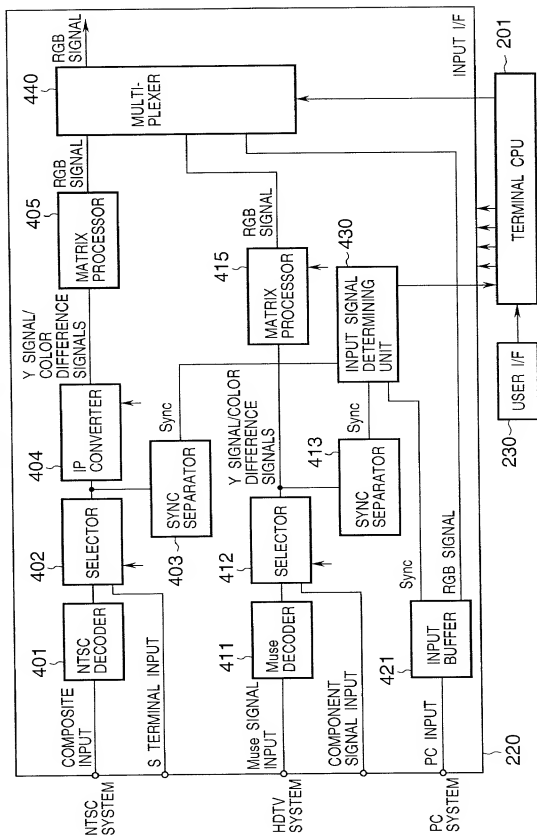 NTSC
SYSTEM
COMPOSITE
INPUT
S TERMINAL INPUT
401
NTSC
DECODER
402
SELECTOR
404
IP
CONVERTER
Y SIGNAL/
COLOR
DIFFERENCE
SIGNALS
405
MATRIX
PROCESSOR
RGB
SIGNAL
440
MULTI-
PLEXER
RGB
SIGNAL
SYNC
SEPARATOR
403
Sync
HDTV
SYSTEM
Muse SIGNAL
INPUT
COMPONENT
SIGNAL INPUT
411
Muse
DECODER
412
SELECTOR
Y SIGNAL/COLOR
DIFFERENCE
SIGNALS
415
MATRIX
PROCESSOR
RGB
SIGNAL
413
SYNC
SEPARATOR
Sync
430
INPUT SIGNAL
DETERMINING
UNIT
PC
SYSTEM
PC INPUT
421
INPUT
BUFFER
Sync
RGB SIGNAL
INPUT I/F
220
230
USER I/F
TERMINAL CPU
201